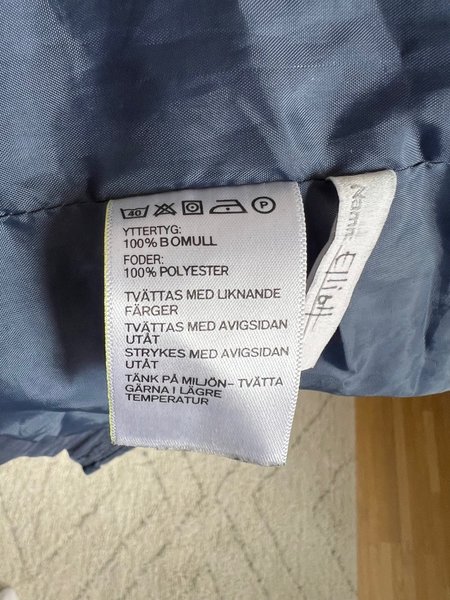 40 P
YTTERTYG:
100% BOMULL
FODER:
100% POLYESTER
TVÄTTAS MED LIKNANDE
FÄRGER
TVÄTTAS MED AVIGSIDAN
UTÅT
STRYKES MED AVIGSIDAN
UTÅT
TÄNK PÅ MILJÖN- TVÄTTA
GÄRNA I LÄGRE
TEMPERATUR
Namn: